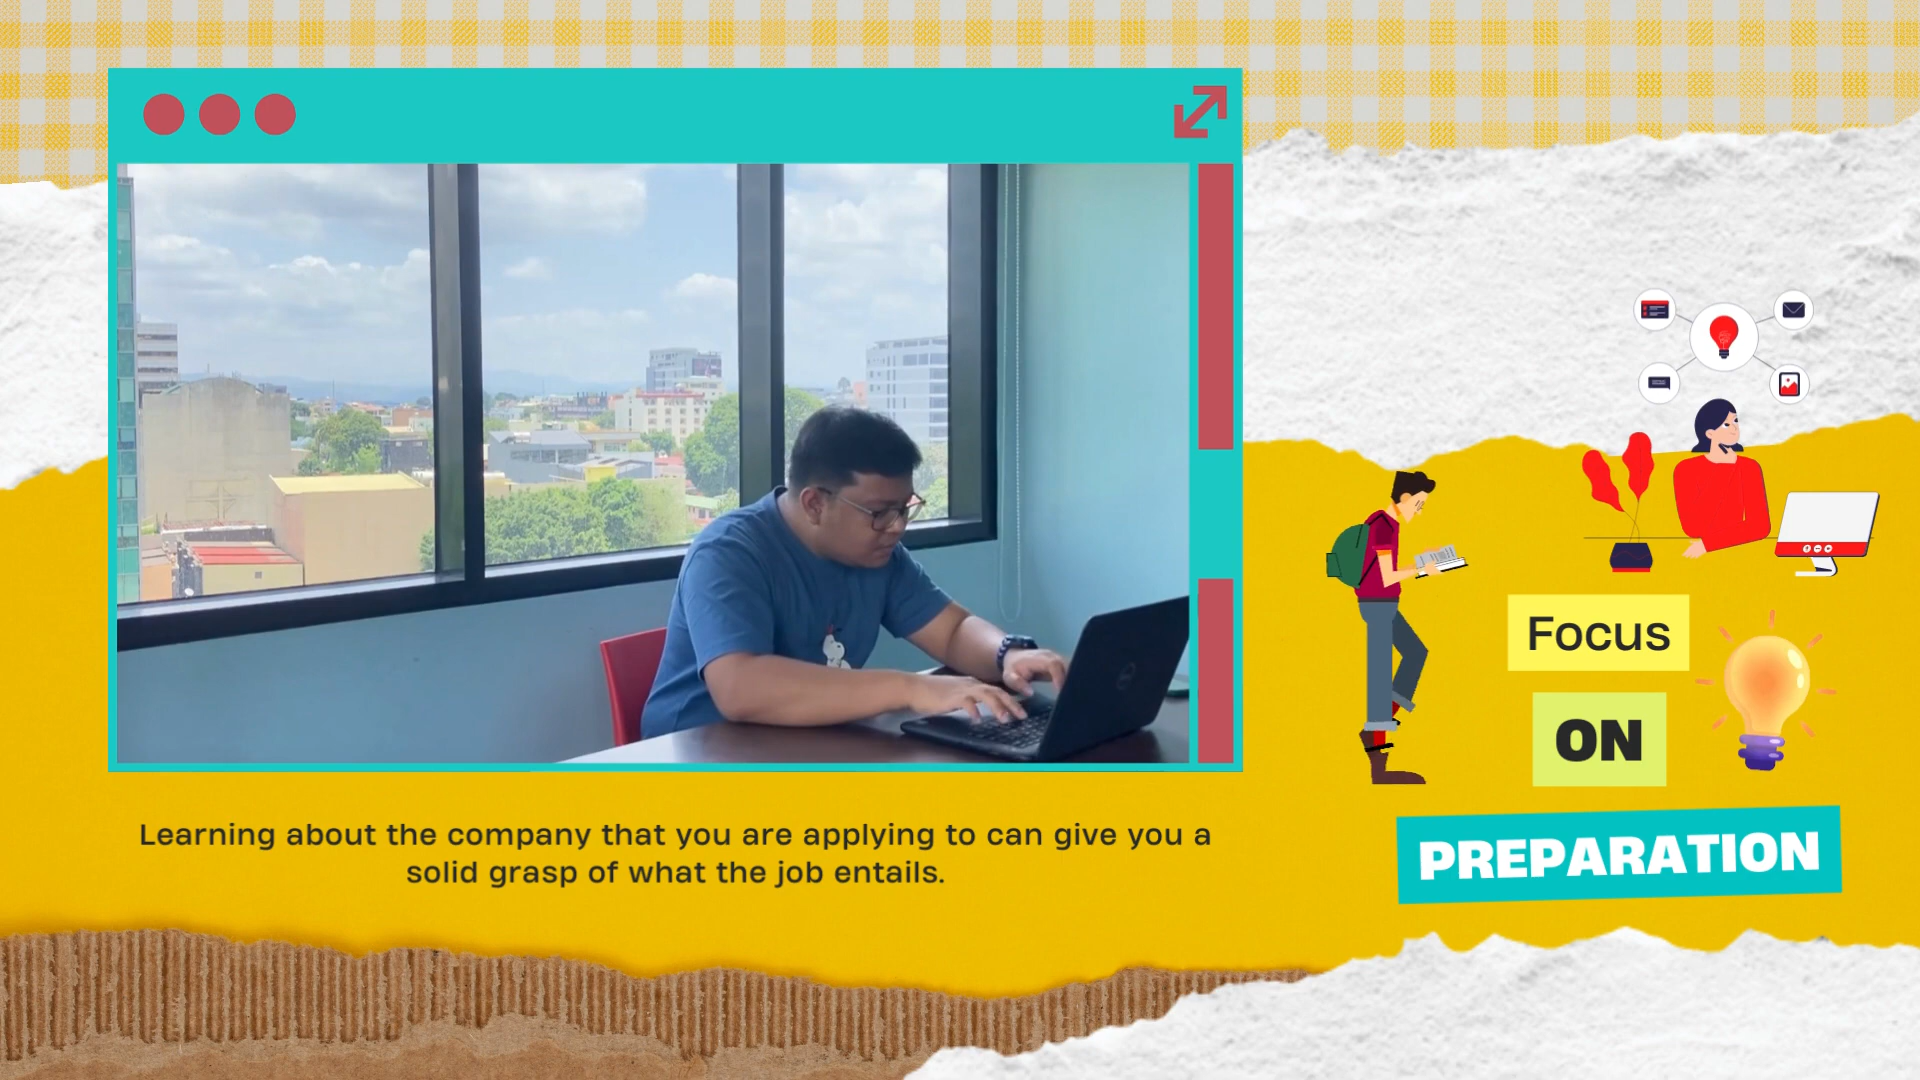 Learning about the company that you are applying to can give you a
solid grasp of what the job entails.
Focus
ON
PREPARATION